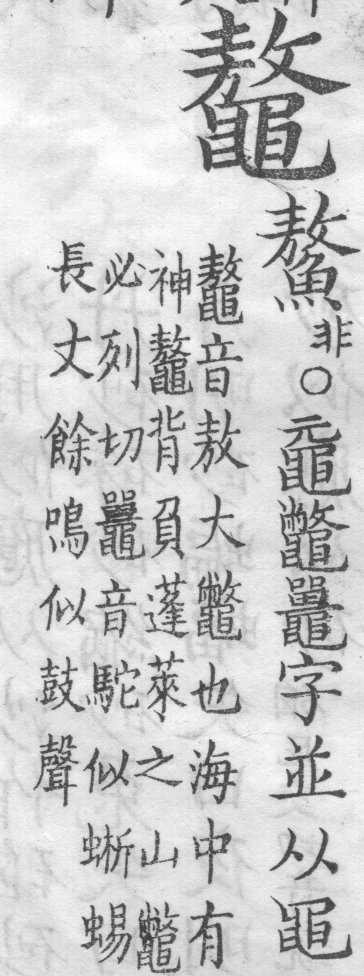 鼇
鰲非〇黿鼈鼉字並从黽
鼇音敖大鼈也海中有
神鼇背負蓬萊之山鼈
必列切鼉音駝似蜥蜴
長丈餘鳴似鼓聲